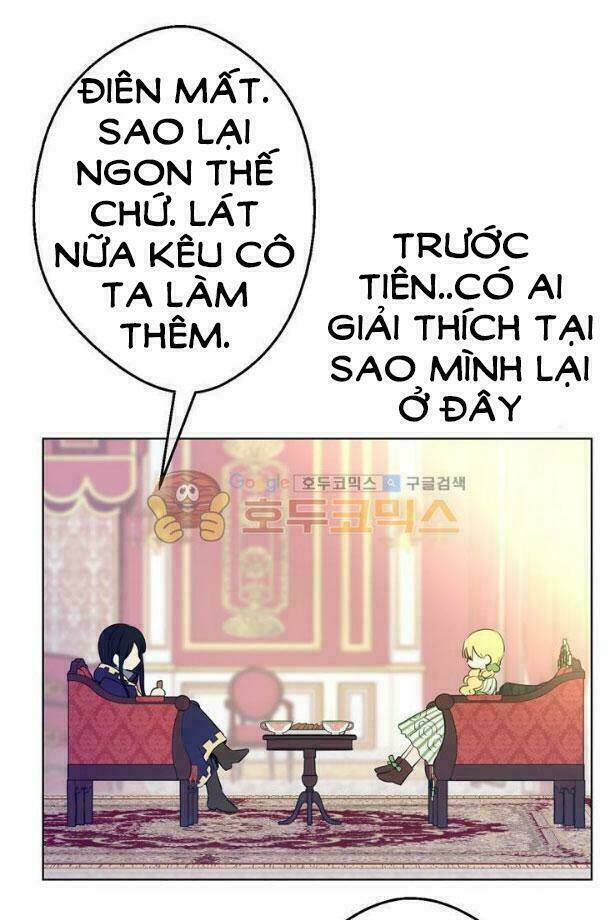 ĐIÊN MẤT.
SAO LẠI
NGON THẾ
CHỨ. LÁT
NỮA KÊU CÔ
TA LÀM
THÊM.
TRƯỚC
TIÊN..CÓ AI
GIẢI THÍCH TẠI
SAO MÌNH LẠI
Ở ĐÂY
Google 호두코믹스 구글검색
호두코믹스